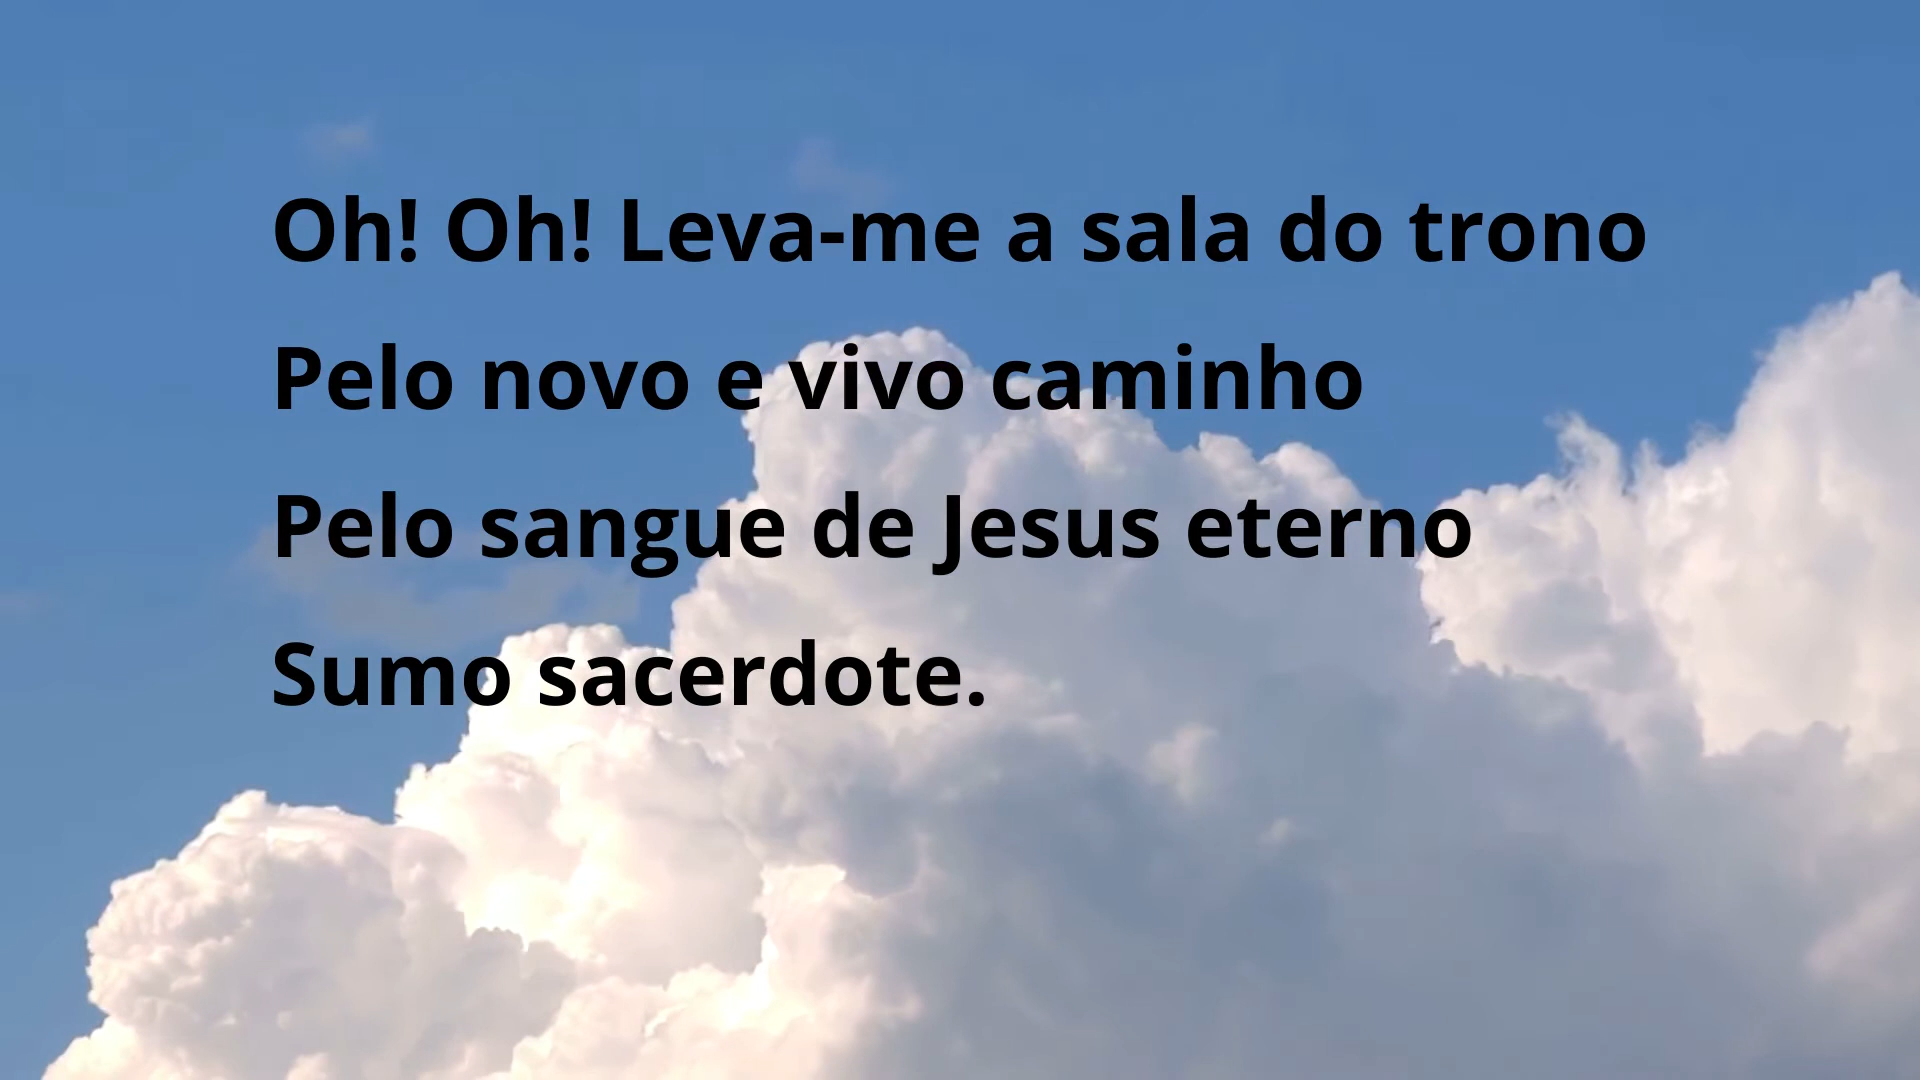 Oh! Oh! Leva-me a sala do trono
Pelo novo e vivo caminho
Pelo sangue de Jesus eterno
Sumo sacerdote.